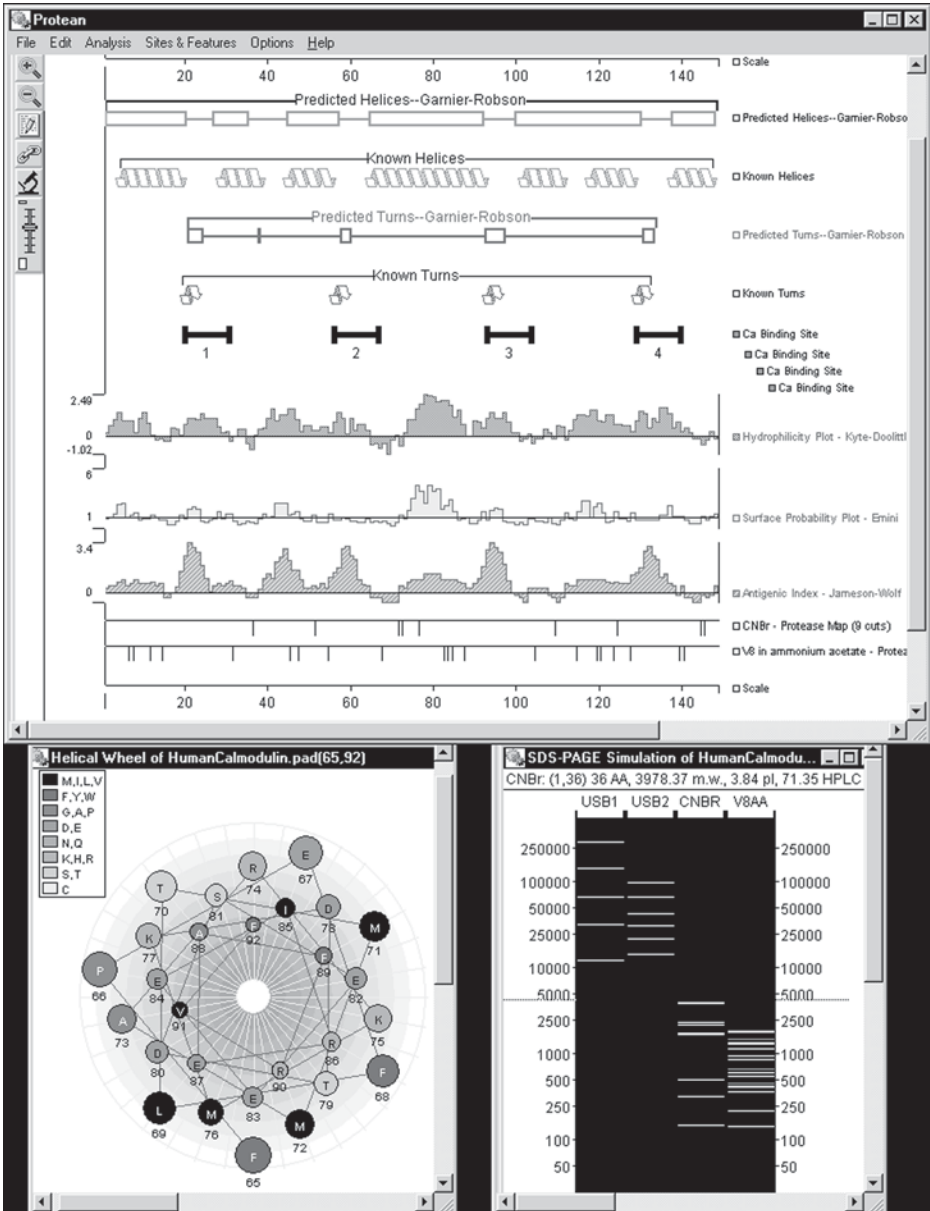 Protean
File Edit Analysis Sites & Features Options Help
20 40 60 80 100 120 140
Scale
Predicted Helices--Garnier-Robson
Predicted Helices--Garnier-Robso
Known Helices
Known Helices
Predicted Turns--Garnier-Robson
Predicted Turns--Garnier-Robson
Known Turns
Known Turns
1 2 3 4
Ca Binding Site
Ca Binding Site
Ca Binding Site
Ca Binding Site
2.49
0
-1.02
Hydrophilicity Plot - Kyte-Doolittl
6
1
Surface Probability Plot - Emini
3.4
0
Antigenic Index - Jameson-Wolf
CNBr - Protease Map (9 cuts)
V8 in ammonium acetate - Protea
Scale
20 40 60 80 100 120 140
Helical Wheel of HumanCalmodulin.pad(65,92)
M,I,L,V
F,Y,W
G,A,P
D,E
N,Q
K,H,R
S,T
C
E
67
R
74
T
70
S
81
I
85
D
78
M
71
K
77
A
88
92
89
P
66
E
84
E
82
V
91
A
73
K
75
D
80
R
86
E
87
R
90
F
68
T
79
L
69
M
76
E
83
M
72
F
65
SDS-PAGE Simulation of HumanCalmodu...
CNBr: (1,36) 36 AA, 3978.37 m.w., 3.84 pI, 71.35 HPLC
USB1 USB2 CNBR V8AA
250000 250000
100000 100000
50000 50000
25000 25000
10000 10000
5000 5000
2500 2500
1000 1000
500 500
250 250
100 100
50 50